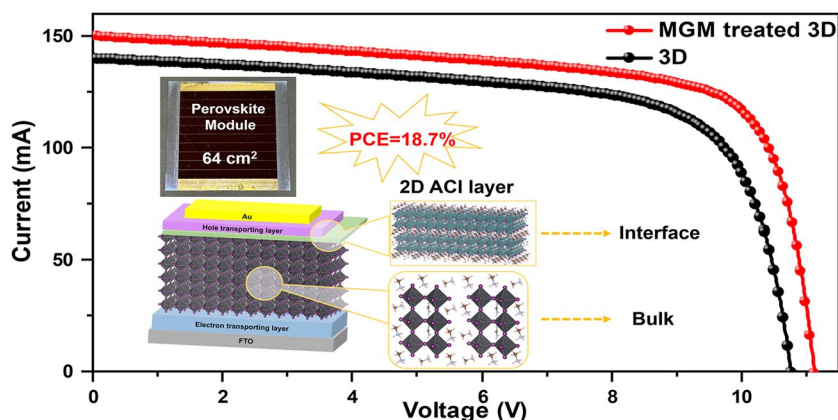 150
100
50
0
Current (mA)
MGM treated 3D
3D
Perovskite
Module
64 cm²
PCE=18.7%
2D ACI layer
Au
Hole transporting layer
Electron transporting layer
FTO
Interface
Bulk
0
2
4
6
8
10
Voltage (V)